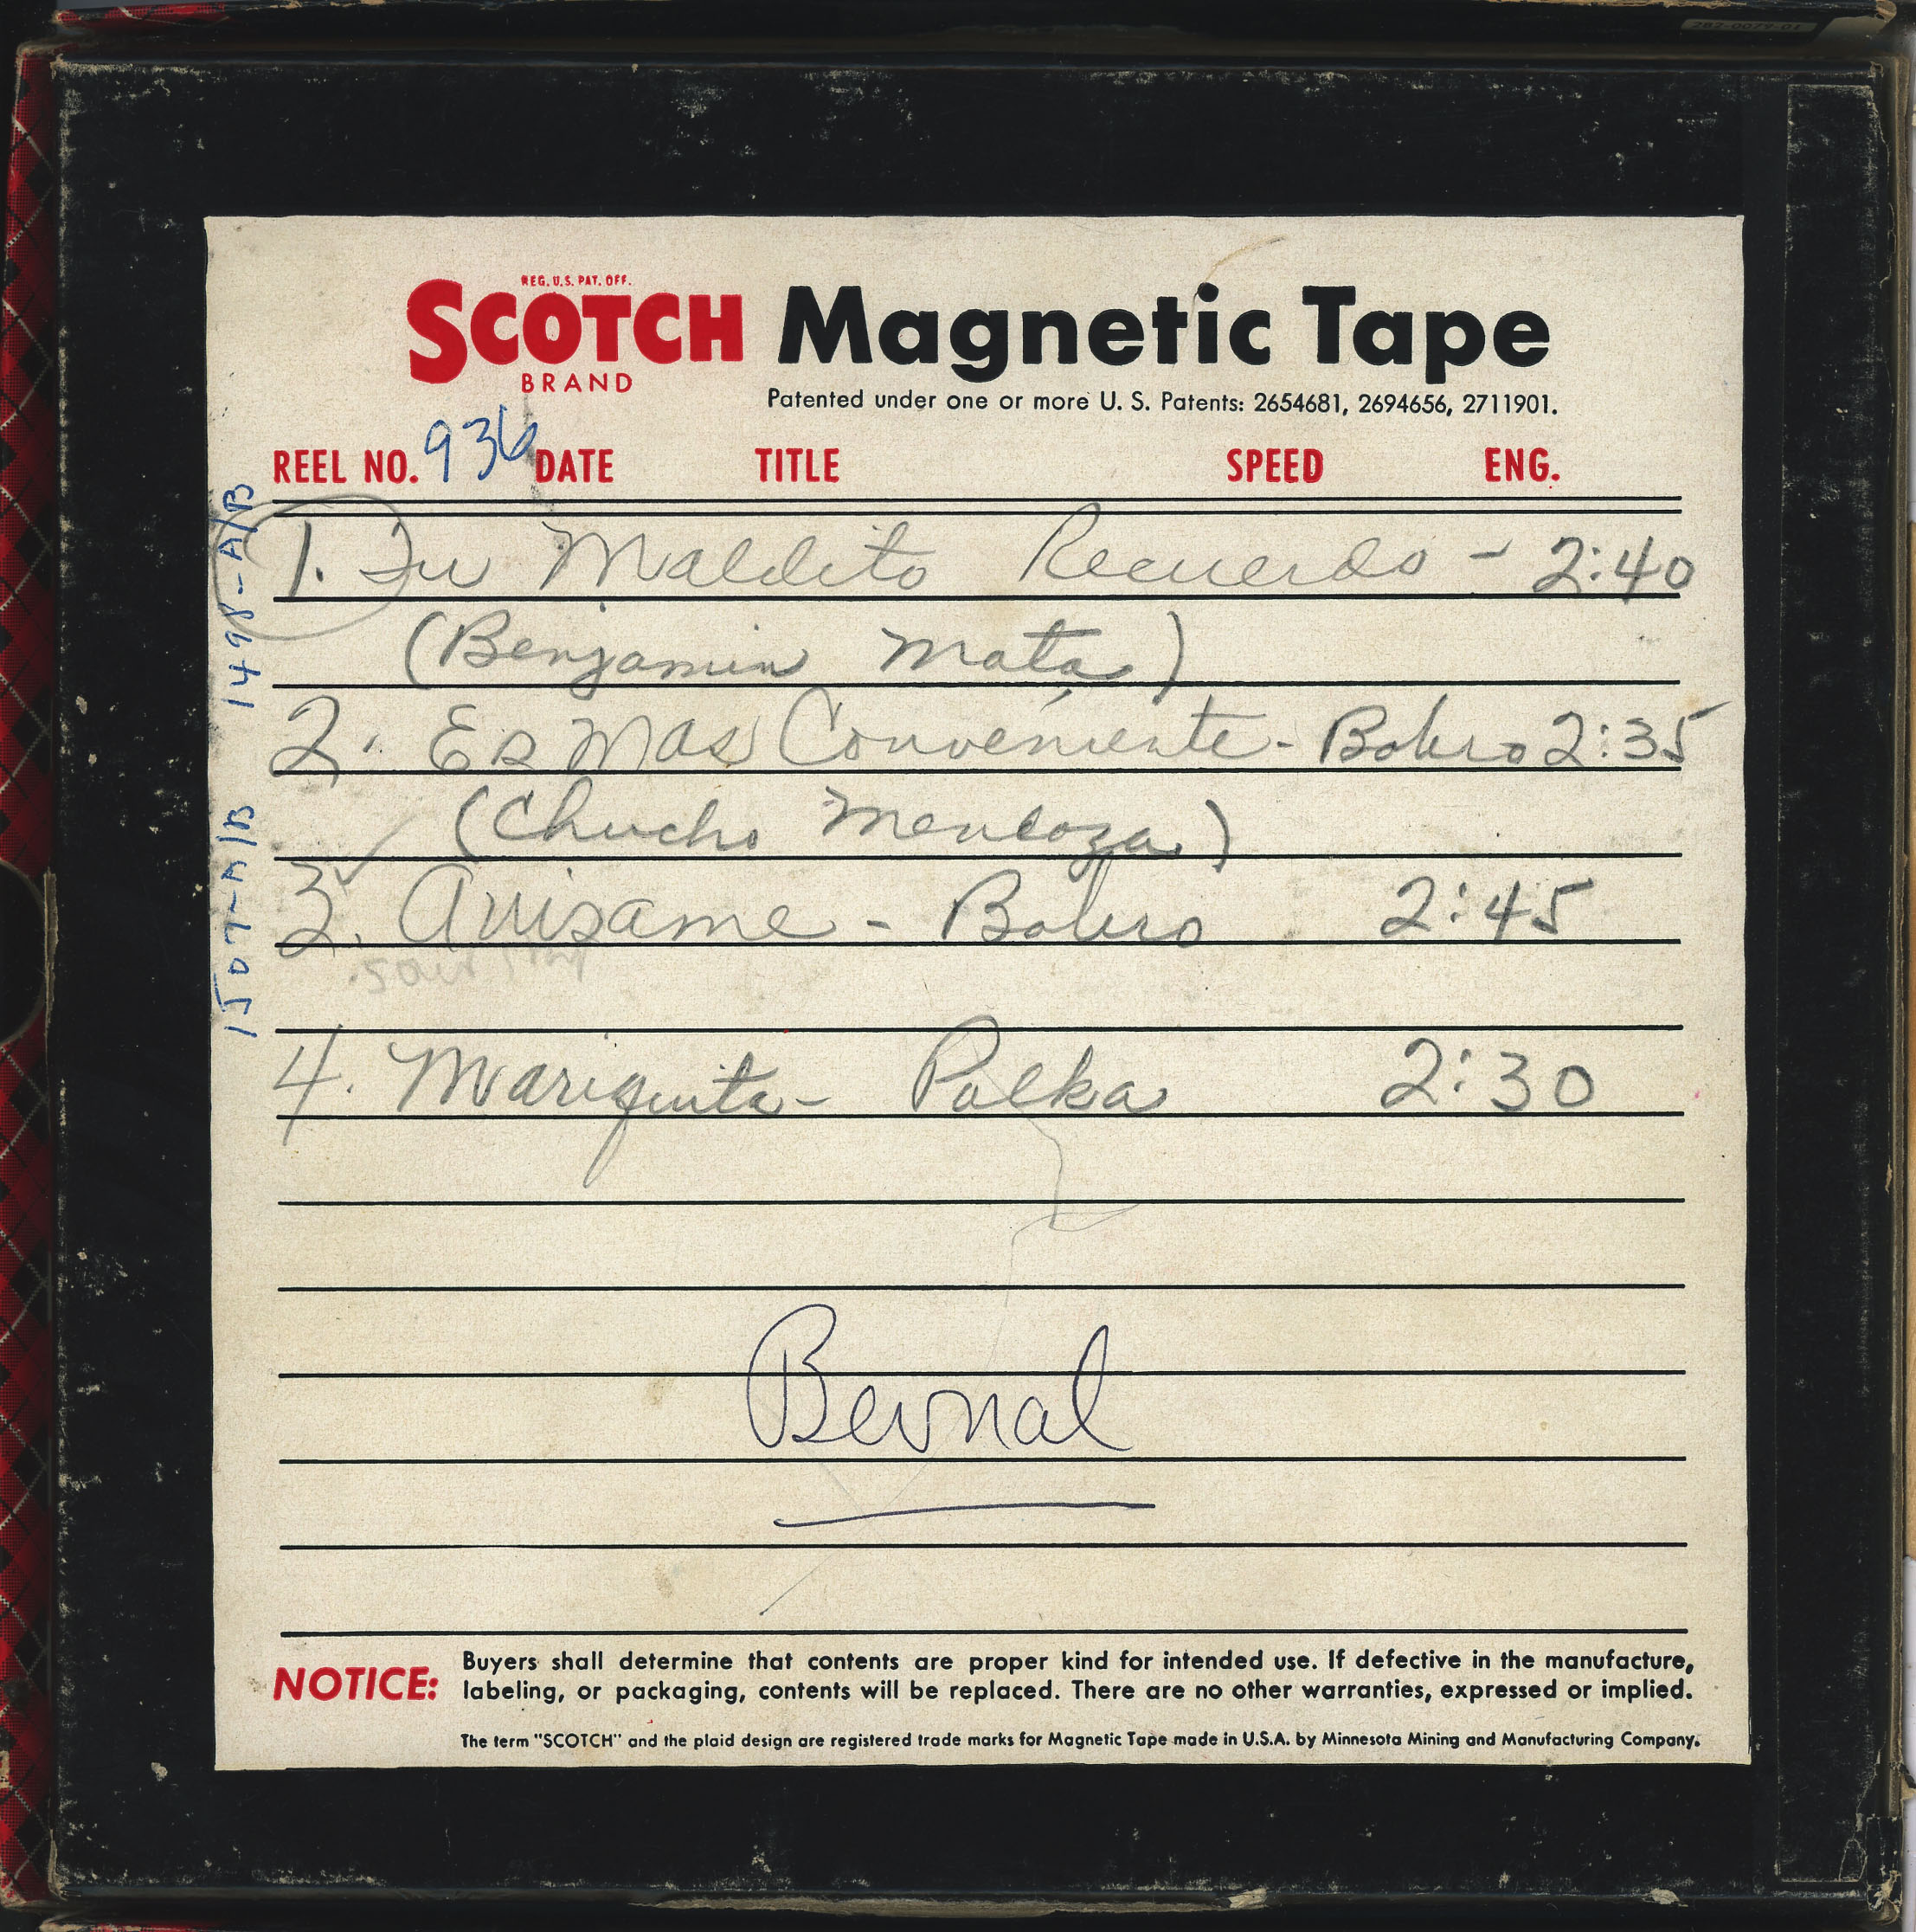 REG. U.S. PAT. OFF.
SCOTCH Magnetic Tape
BRAND
Patented under one or more U. S. Patents: 2654681, 2694656, 2711901.
REEL NO. 936 DATE TITLE SPEED ENG.
1498-A/B
1. Tu Maldito Recuerdo - 2:40
(Benjamin Mata)
2. Es Mas Conveniente - Bolero 2:35
(Chucho Mendoza)
1507-A/B
3. Avisame - Bolero 2:45
4. Mariquita - Polka 2:30
Bernal
NOTICE: Buyers shall determine that contents are proper kind for intended use. If defective in the manufacture,
labeling, or packaging, contents will be replaced. There are no other warranties, expressed or implied.
The term "SCOTCH" and the plaid design are registered trade marks for Magnetic Tape made in U.S.A. by Minnesota Mining and Manufacturing Company.